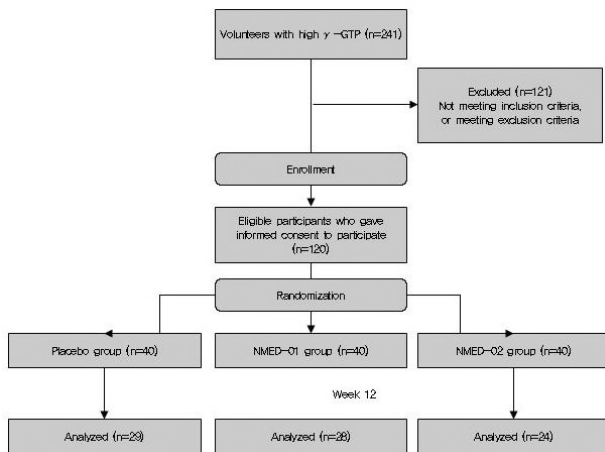 Volunteers with high γ-GTP (n=241)
Excluded (n=121)
Not meeting inclusion criteria,
or meeting exclusion criteria
Enrollment
Eligible participants who gave
informed consent to participate
(n=120)
Randomization
Placebo group (n=40)
NMED-01 group (n=40)
NMED-02 group (n=40)
Week 12
Analyzed (n=29)
Analyzed (n=28)
Analyzed (n=24)